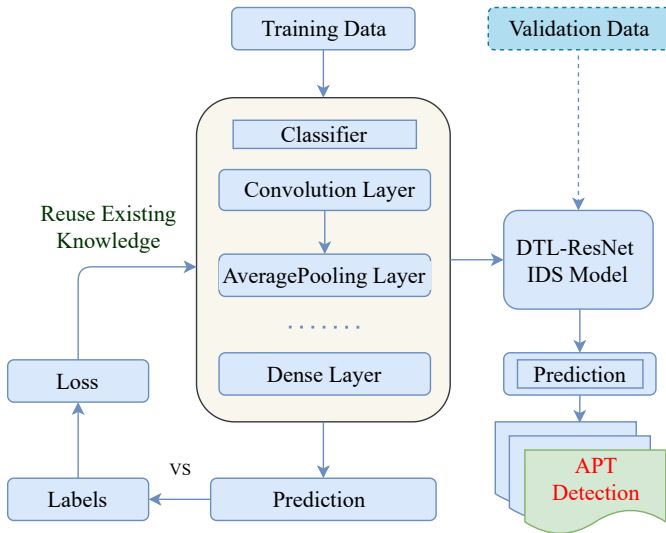 Training Data
Validation Data
Classifier
Convolution Layer
Reuse Existing
Knowledge
AveragePooling Layer
DTL-ResNet
IDS Model
.......
Loss
Dense Layer
Prediction
Labels
VS
Prediction
APT
Detection